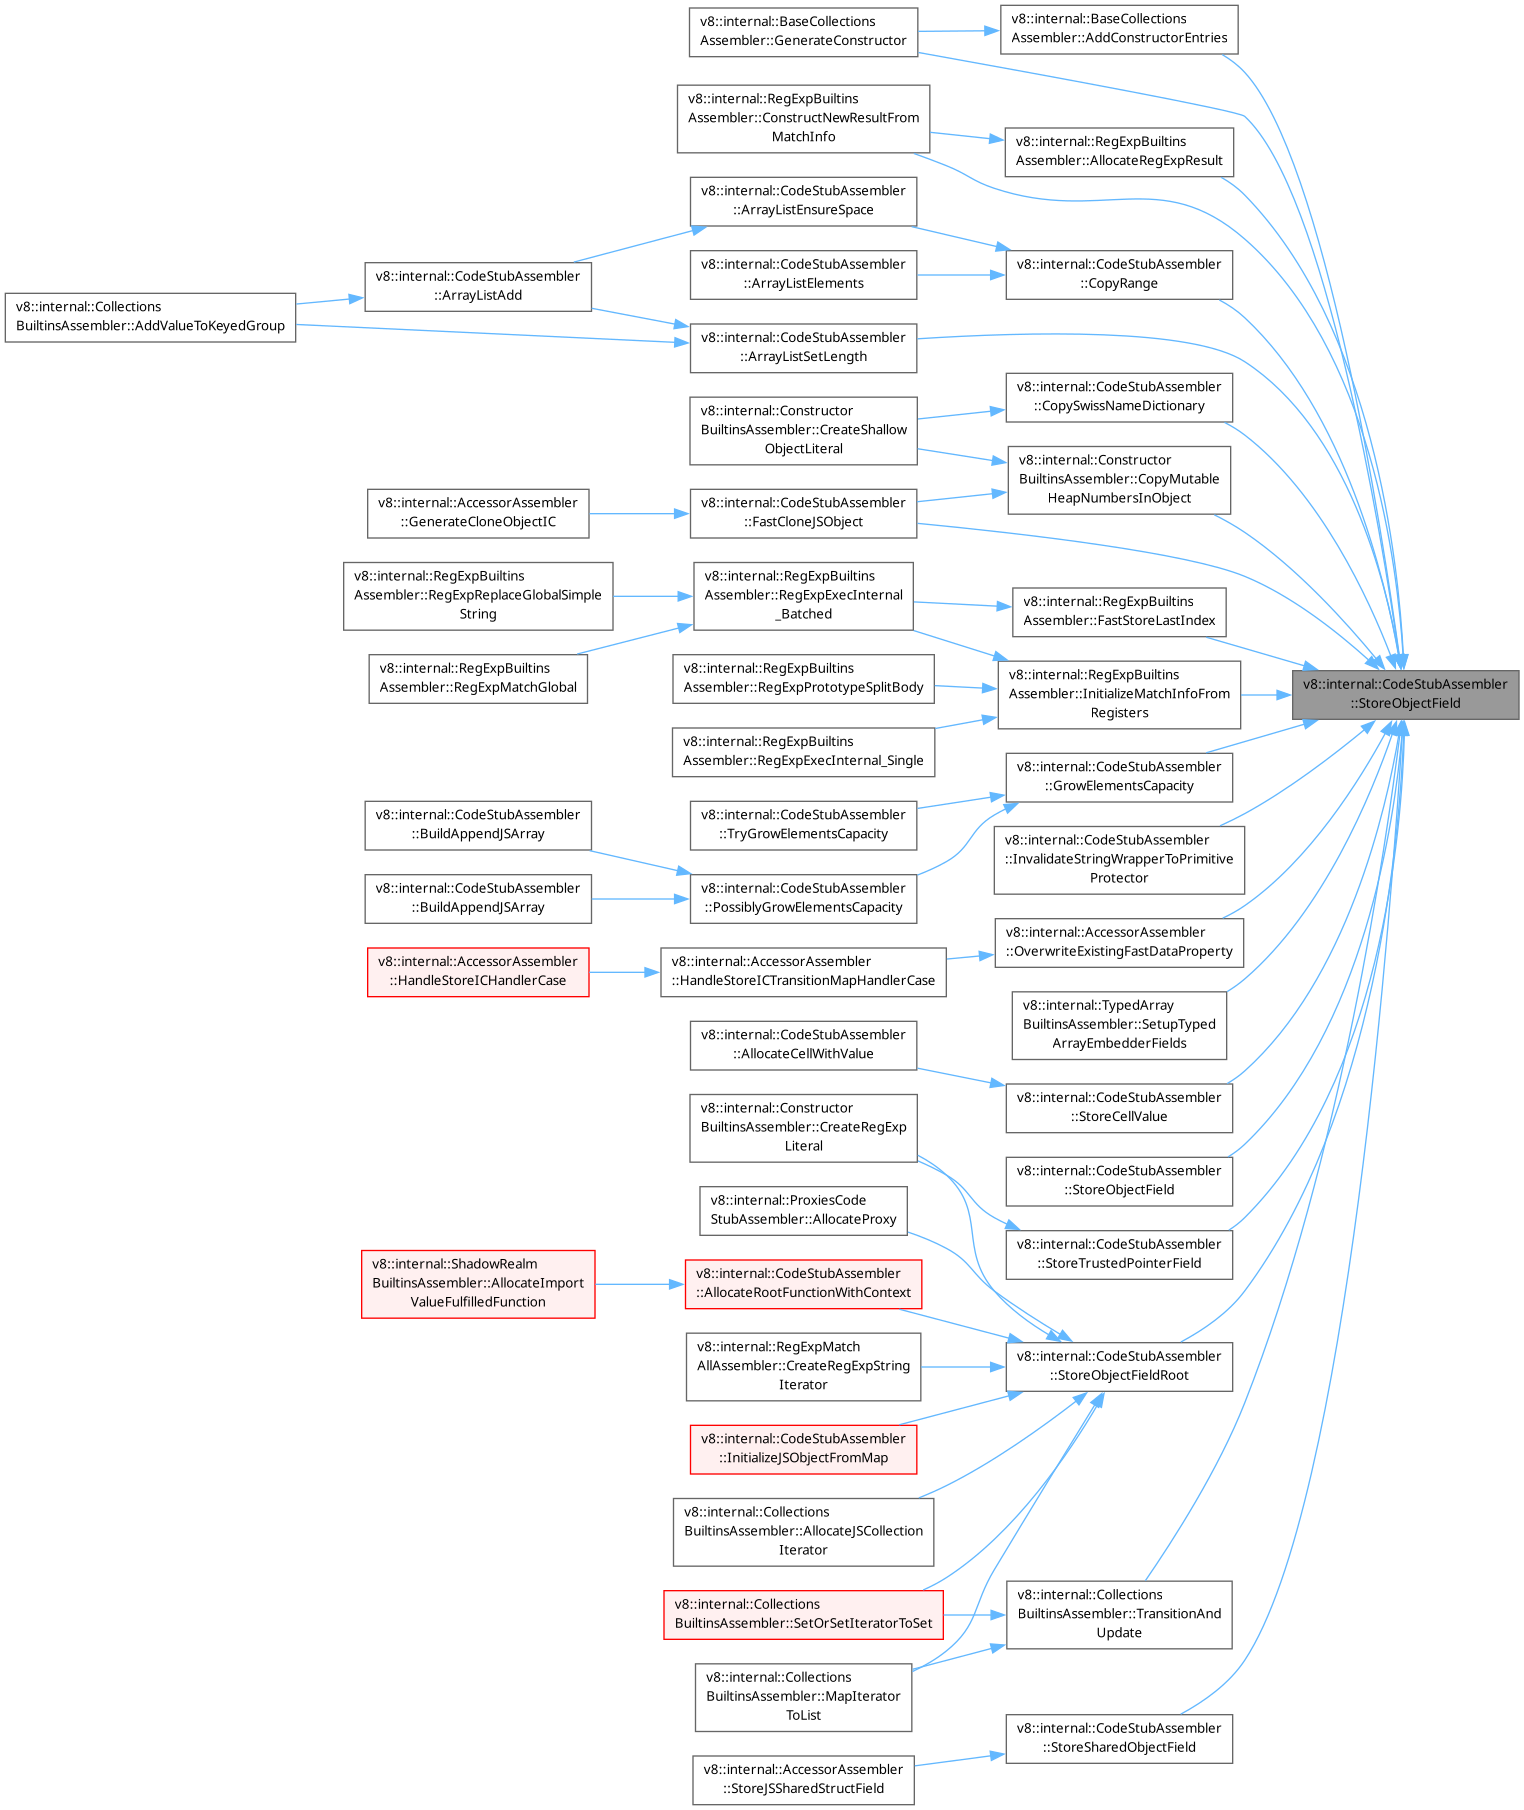 v8::internal::BaseCollections
Assembler::GenerateConstructor
v8::internal::BaseCollections
Assembler::AddConstructorEntries
v8::internal::RegExpBuiltins
Assembler::ConstructNewResultFrom
MatchInfo
v8::internal::RegExpBuiltins
Assembler::AllocateRegExpResult
v8::internal::CodeStubAssembler
::ArrayListEnsureSpace
v8::internal::CodeStubAssembler
::ArrayListElements
v8::internal::CodeStubAssembler
::CopyRange
v8::internal::CodeStubAssembler
::ArrayListAdd
v8::internal::Collections
BuiltinsAssembler::AddValueToKeyedGroup
v8::internal::CodeStubAssembler
::ArrayListSetLength
v8::internal::CodeStubAssembler
::CopySwissNameDictionary
v8::internal::Constructor
BuiltinsAssembler::CreateShallow
ObjectLiteral
v8::internal::Constructor
BuiltinsAssembler::CopyMutable
HeapNumbersInObject
v8::internal::AccessorAssembler
::GenerateCloneObjectIC
v8::internal::CodeStubAssembler
::FastCloneJSObject
v8::internal::RegExpBuiltins
Assembler::RegExpReplaceGlobalSimple
String
v8::internal::RegExpBuiltins
Assembler::RegExpExecInternal
_Batched
v8::internal::RegExpBuiltins
Assembler::FastStoreLastIndex
v8::internal::RegExpBuiltins
Assembler::RegExpMatchGlobal
v8::internal::RegExpBuiltins
Assembler::RegExpPrototypeSplitBody
v8::internal::RegExpBuiltins
Assembler::InitializeMatchInfoFrom
Registers
v8::internal::CodeStubAssembler
::StoreObjectField
v8::internal::RegExpBuiltins
Assembler::RegExpExecInternal_Single
v8::internal::CodeStubAssembler
::GrowElementsCapacity
v8::internal::CodeStubAssembler
::BuildAppendJSArray
v8::internal::CodeStubAssembler
::TryGrowElementsCapacity
v8::internal::CodeStubAssembler
::InvalidateStringWrapperToPrimitive
Protector
v8::internal::CodeStubAssembler
::BuildAppendJSArray
v8::internal::CodeStubAssembler
::PossiblyGrowElementsCapacity
v8::internal::AccessorAssembler
::HandleStoreICHandlerCase
v8::internal::AccessorAssembler
::HandleStoreICTransitionMapHandlerCase
v8::internal::AccessorAssembler
::OverwriteExistingFastDataProperty
v8::internal::TypedArray
BuiltinsAssembler::SetupTyped
ArrayEmbedderFields
v8::internal::CodeStubAssembler
::AllocateCellWithValue
v8::internal::CodeStubAssembler
::StoreCellValue
v8::internal::Constructor
BuiltinsAssembler::CreateRegExp
Literal
v8::internal::CodeStubAssembler
::StoreObjectField
v8::internal::ProxiesCode
StubAssembler::AllocateProxy
v8::internal::CodeStubAssembler
::StoreTrustedPointerField
v8::internal::ShadowRealm
BuiltinsAssembler::AllocateImport
ValueFulfilledFunction
v8::internal::CodeStubAssembler
::AllocateRootFunctionWithContext
v8::internal::RegExpMatch
AllAssembler::CreateRegExpString
Iterator
v8::internal::CodeStubAssembler
::StoreObjectFieldRoot
v8::internal::CodeStubAssembler
::InitializeJSObjectFromMap
v8::internal::Collections
BuiltinsAssembler::AllocateJSCollection
Iterator
v8::internal::Collections
BuiltinsAssembler::SetOrSetIteratorToSet
v8::internal::Collections
BuiltinsAssembler::TransitionAnd
Update
v8::internal::Collections
BuiltinsAssembler::MapIterator
ToList
v8::internal::CodeStubAssembler
::StoreSharedObjectField
v8::internal::AccessorAssembler
::StoreJSSharedStructField